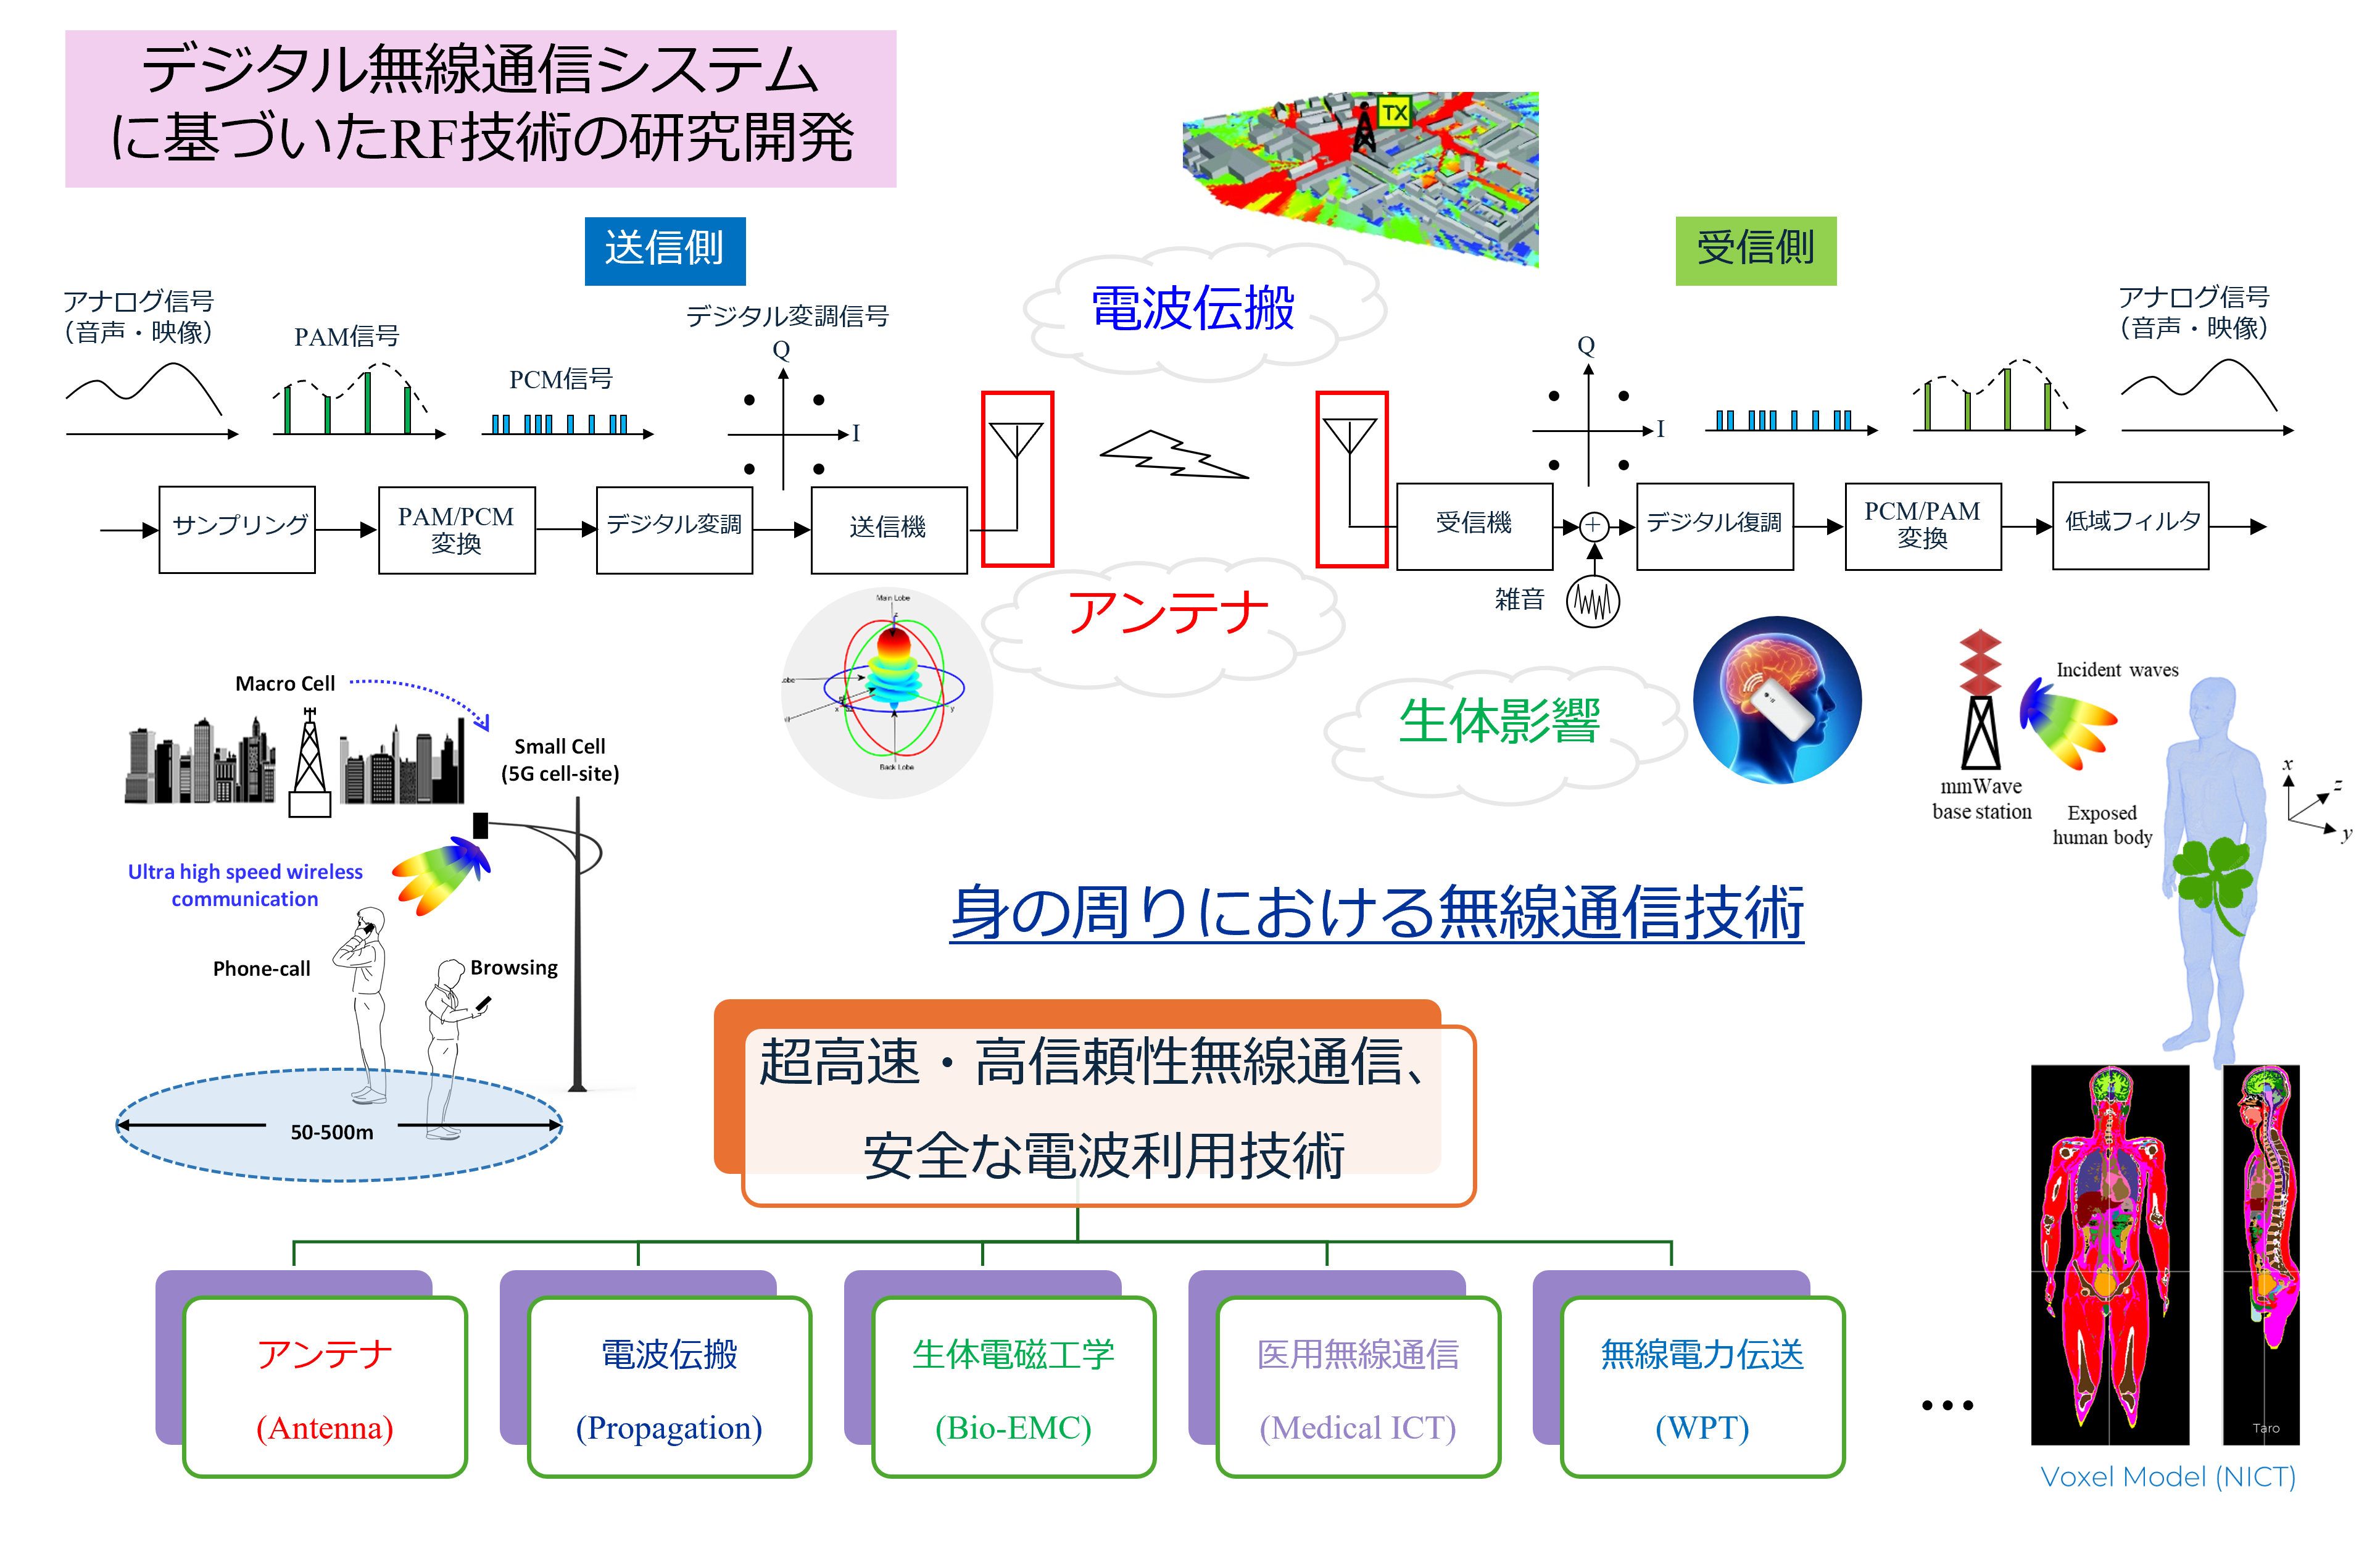 デジタル無線通信システム
に基づいたRF技術の研究開発
TX
送信側
受信側
電波伝搬
アナログ信号
（音声・映像）
PAM信号
PCM信号
デジタル変調信号
Q
I
Q
I
アナログ信号
（音声・映像）
サンプリング
PAM/PCM
変換
デジタル変調
送信機
受信機
+
デジタル復調
PCM/PAM
変換
低域フィルタ
雑音
アンテナ
生体影響
Main Lobe
z
x
y
Back Lobe
Macro Cell
Small Cell
(5G cell-site)
Ultra high speed wireless
communication
Phone-call
Browsing
50-500m
Incident waves
mmWave
base station
Exposed
human body
x
z
y
身の周りにおける無線通信技術
超高速・高信頼性無線通信、
安全な電波利用技術
アンテナ
(Antenna)
電波伝搬
(Propagation)
生体電磁工学
(Bio-EMC)
医用無線通信
(Medical ICT)
無線電力伝送
(WPT)
…
Taro
Voxel Model (NICT)